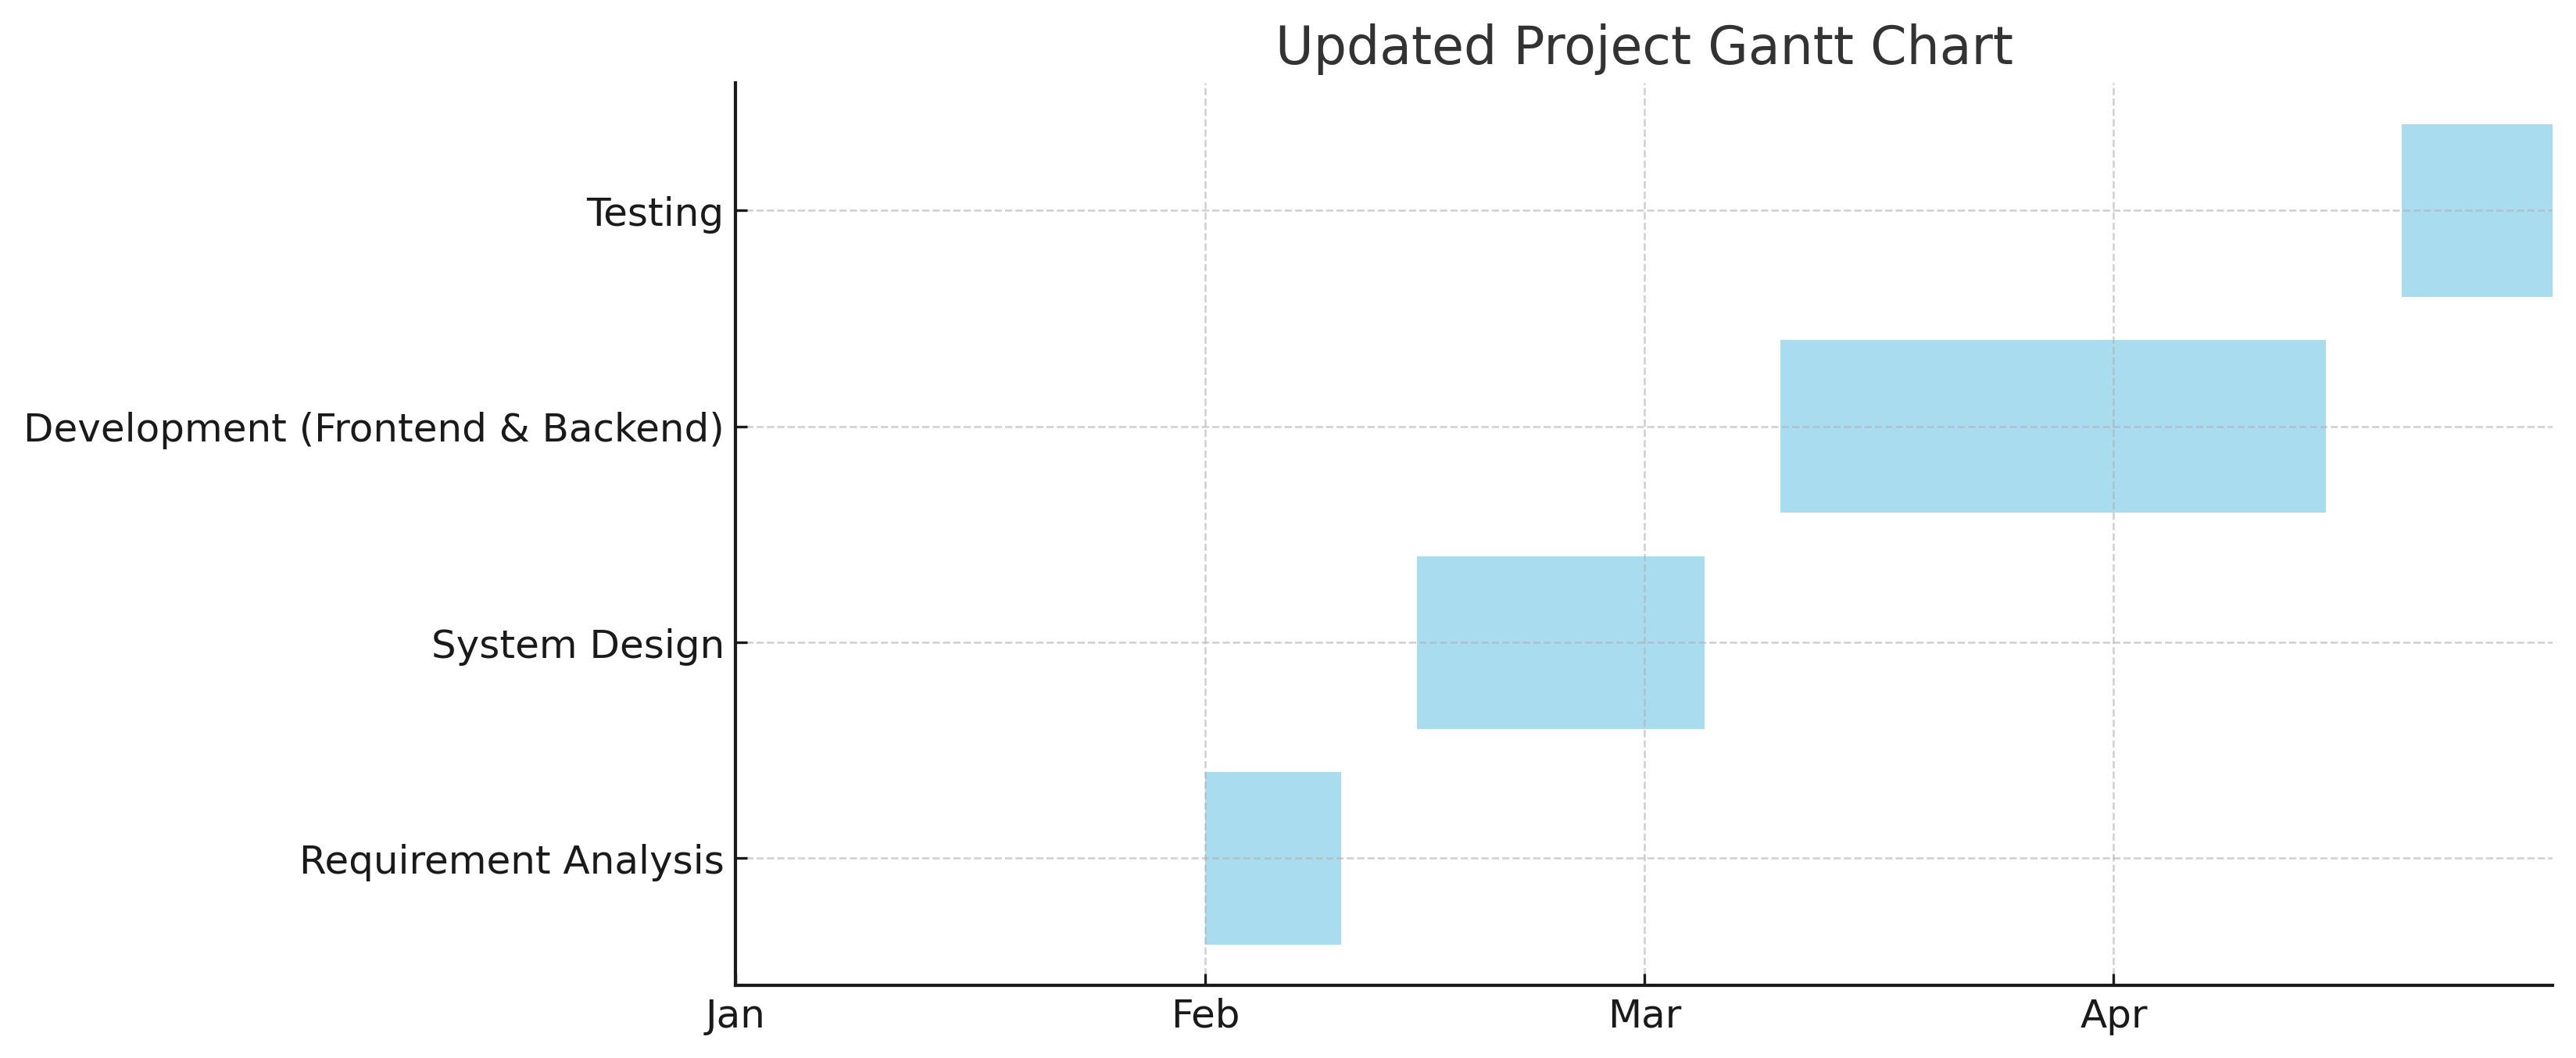 Updated Project Gantt Chart
Testing
Development (Frontend & Backend)
System Design
Requirement Analysis
Jan Feb Mar Apr